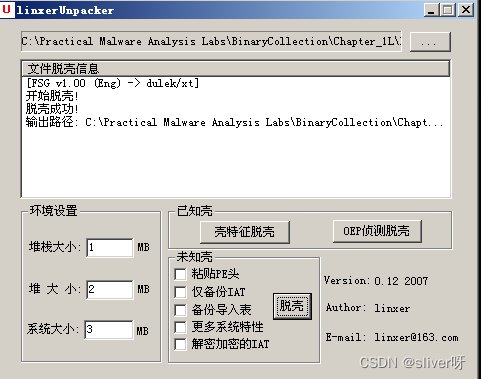 U linxerUnpacker
C:\Practical Malware Analysis Labs\BinaryCollection\Chapter_1L\
...
文件脱壳信息
[FSG v1.00 (Eng) -> dulek/xt]
开始脱壳!
脱壳成功!
输出路径: C:\Practical Malware Analysis Labs\BinaryCollection\Chapt...
环境设置
堆栈大小: 1 MB
堆 大 小: 2 MB
系统大小: 3 MB
已知壳
壳特征脱壳
OEP侦测脱壳
未知壳
粘贴PE头
仅备份IAT
备份导入表
更多系统特性
解密加密的IAT
脱壳
Version: 0.12 2007
Author: linxer
E-mail: linxer@163.com
CSDN @sliver呀